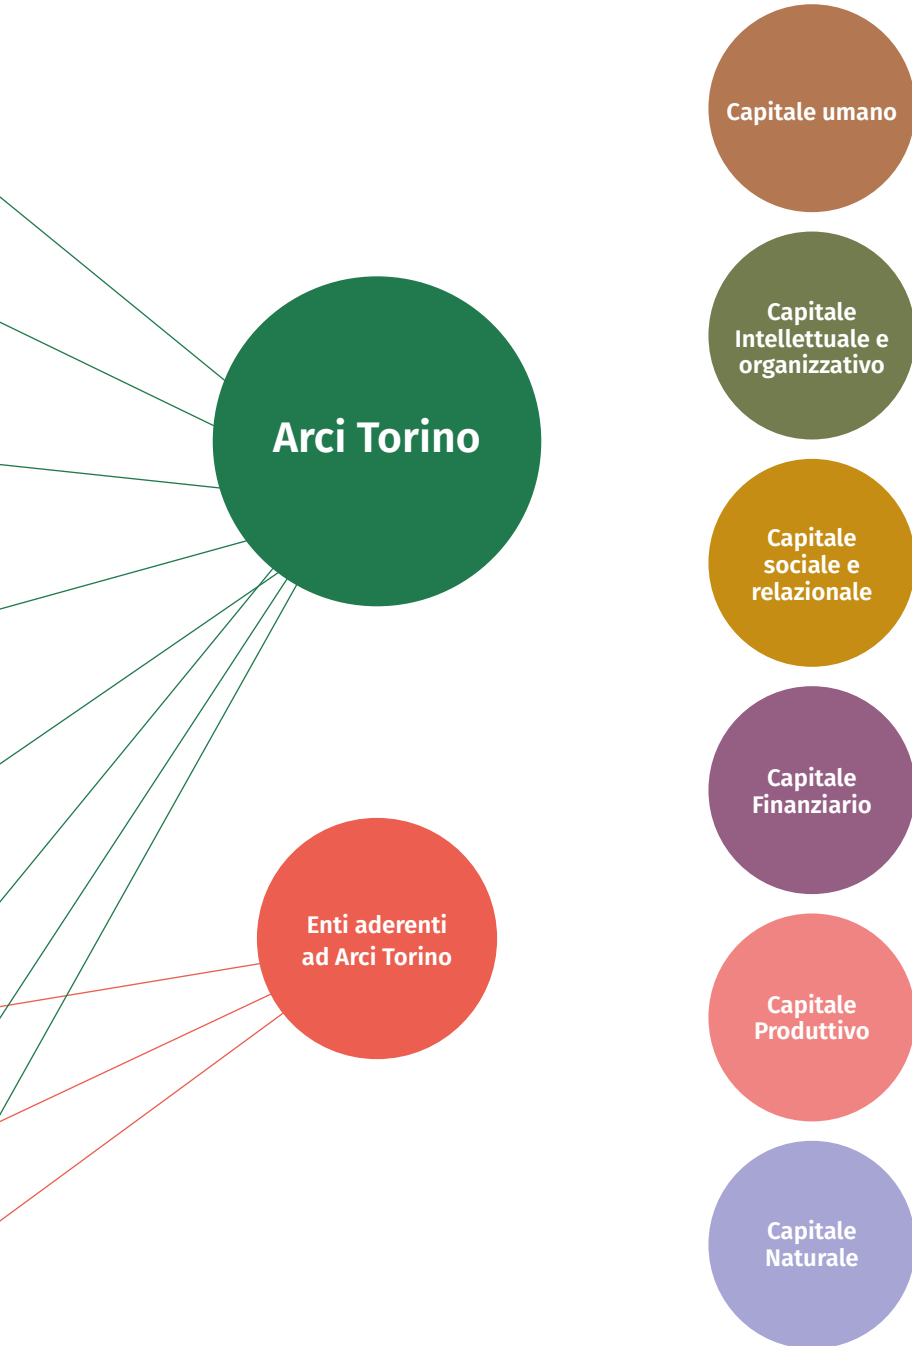 Arci Torino
Enti aderenti
ad Arci Torino
Capitale umano
Capitale
Intellettuale e
organizzativo
Capitale
sociale e
relazionale
Capitale
Finanziario
Capitale
Produttivo
Capitale
Naturale